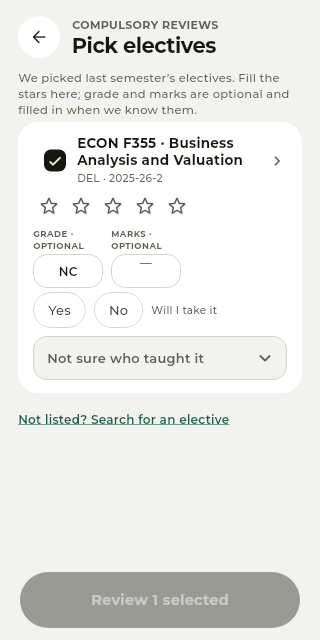 COMPULSORY REVIEWS
Pick electives
We picked last semester's electives. Fill the
stars here; grade and marks are optional and
filled in when we know them.
ECON F355 · Business
Analysis and Valuation
DEL · 2025-26-2
GRADE ·
OPTIONAL
MARKS ·
OPTIONAL
NC
—
Yes
No
Will I take it
Not sure who taught it
Not listed? Search for an elective
Review 1 selected